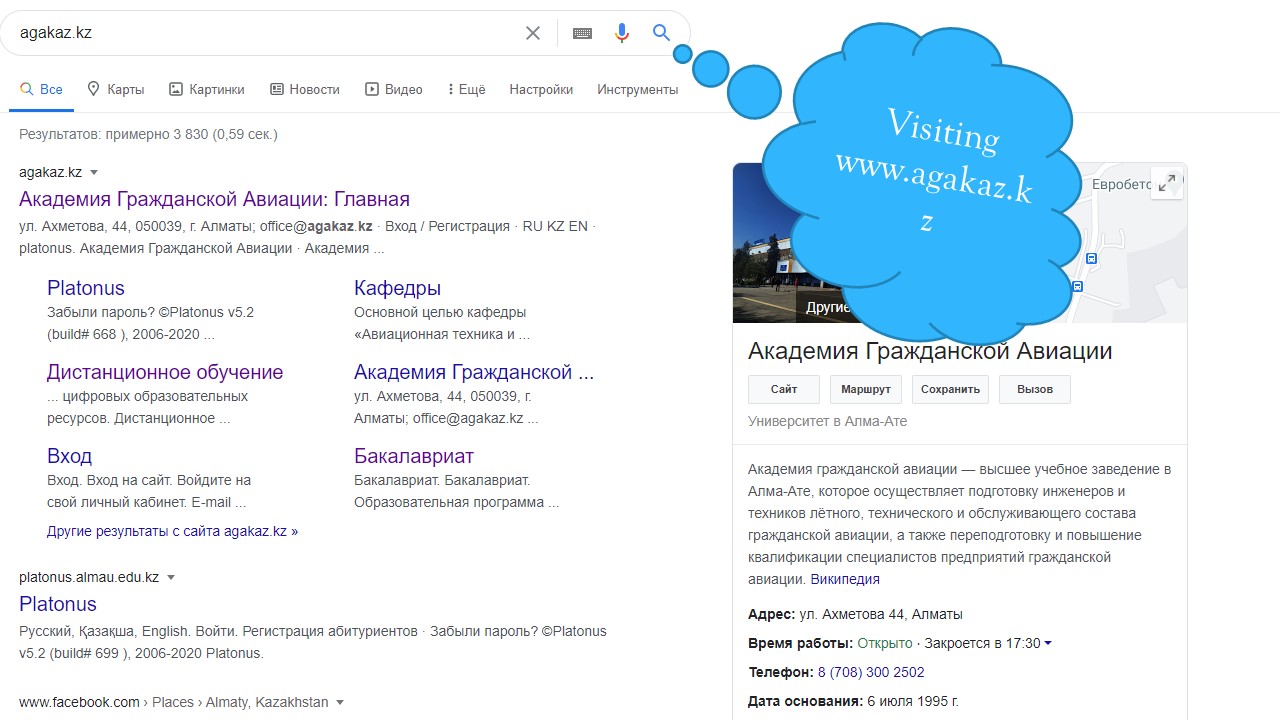 agakaz.kz
Все
Карты
Картинки
Новости
Видео
Ещё
Настройки
Инструменты
Результатов: примерно 3 830 (0,59 сек.)
agakaz.kz
Академия Гражданской Авиации: Главная
ул. Ахметова, 44, 050039, г. Алматы; office@agakaz.kz · Вход / Регистрация · RU KZ EN ·
platonus. Академия Гражданской Авиации · Академия ...
Platonus
Забыли пароль? ©Platonus v5.2
(build# 668 ), 2006-2020 ...
Кафедры
Основной целью кафедры
«Авиационная техника и ...
Дистанционное обучение
... цифровых образовательных
ресурсов. Дистанционное ...
Академия Гражданской ...
ул. Ахметова, 44, 050039, г.
Алматы; office@agakaz.kz ...
Вход
Вход. Вход на сайт. Войдите на
свой личный кабинет. E-mail ...
Бакалавриат
Бакалавриат. Бакалавриат.
Образовательная программа ...
Другие результаты с сайта agakaz.kz »
platonus.almau.edu.kz
Platonus
Русский, Қазақша, English. Войти. Регистрация абитуриентов · Забыли пароль? ©Platonus
v5.2 (build# 699 ), 2006-2020 Platonus.
www.facebook.com › Places › Almaty, Kazakhstan
Visiting
www.agakaz.k
z
Другие
Академия Гражданской Авиации
Сайт
Маршрут
Сохранить
Вызов
Университет в Алма-Ате
Академия гражданской авиации — высшее учебное заведение в
Алма-Ате, которое осуществляет подготовку инженеров и
техников лётного, технического и обслуживающего состава
гражданской авиации, а также переподготовку и повышение
квалификации специалистов предприятий гражданской
авиации. Википедия
Адрес: ул. Ахметова 44, Алматы
Время работы: Открыто · Закроется в 17:30
Телефон: 8 (708) 300 2502
Дата основания: 6 июля 1995 г.